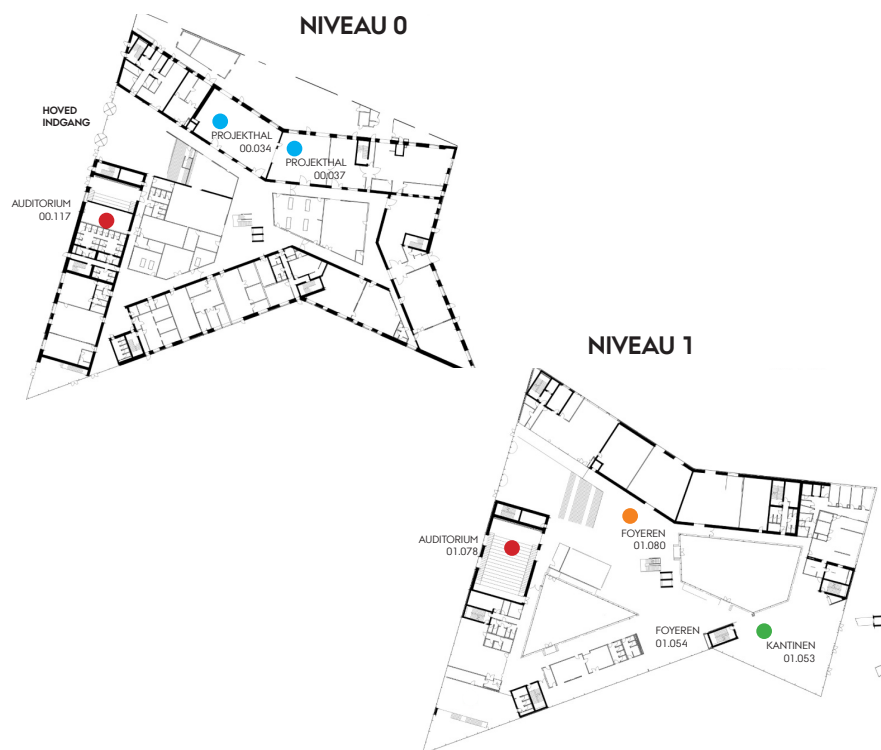 NIVEAU 0
HOVED
INDGANG
PROJEKTHAL
00.034
PROJEKTHAL
00.037
AUDITORIUM
00.117
NIVEAU 1
FOYEREN
01.080
AUDITORIUM
01.078
FOYEREN
01.054
KANTINEN
01.053